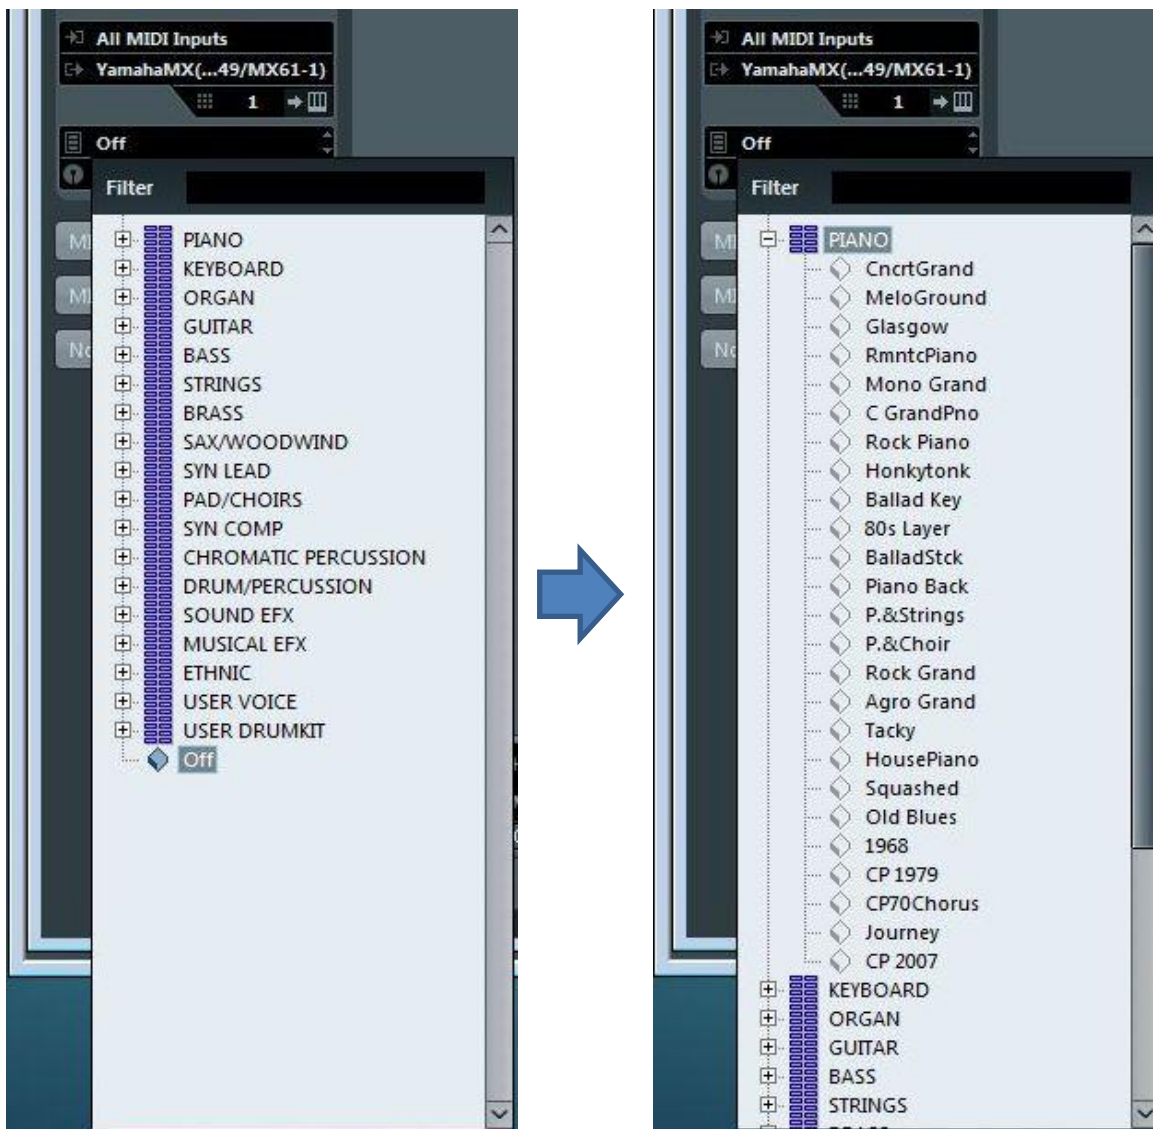 All MIDI Inputs
YamahaMX(...49/MX61-1)
1
Off
Filter
PIANO
KEYBOARD
ORGAN
GUITAR
BASS
STRINGS
BRASS
SAX/WOODWIND
SYN LEAD
PAD/CHOIRS
SYN COMP
CHROMATIC PERCUSSION
DRUM/PERCUSSION
SOUND EFX
MUSICAL EFX
ETHNIC
USER VOICE
USER DRUMKIT
Off
All MIDI Inputs
YamahaMX(...49/MX61-1)
1
Off
Filter
PIANO
CncrtGrand
MeloGround
Glasgow
RmntcPiano
Mono Grand
C GrandPno
Rock Piano
Honkytonk
Ballad Key
80s Layer
BalladStck
Piano Back
P.&Strings
P.&Choir
Rock Grand
Agro Grand
Tacky
HousePiano
Squashed
Old Blues
1968
CP 1979
CP70Chorus
Journey
CP 2007
KEYBOARD
ORGAN
GUITAR
BASS
STRINGS